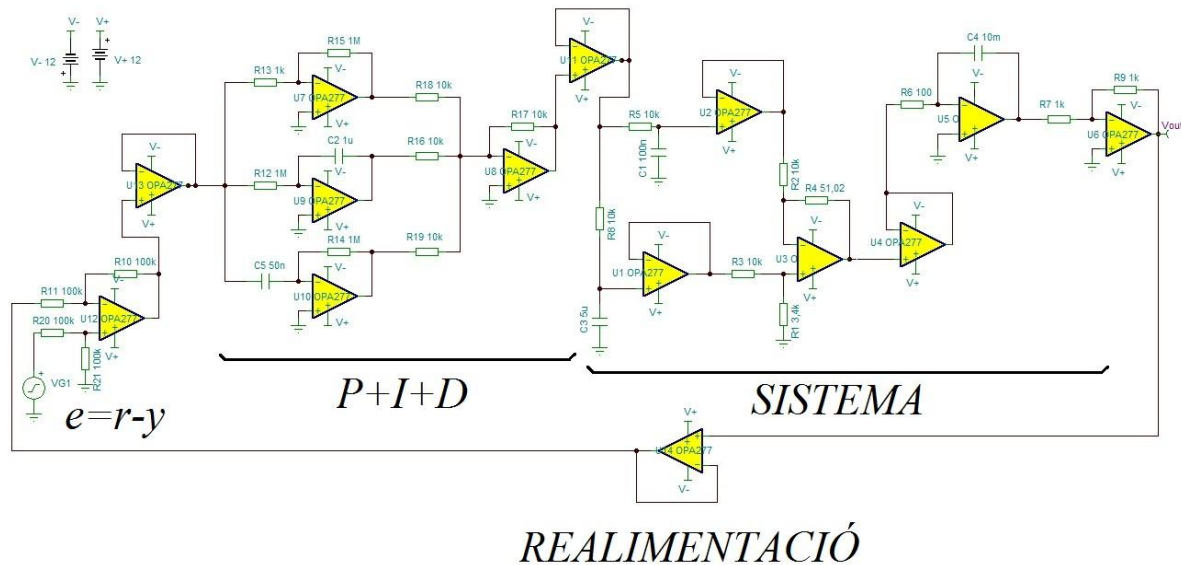 V-
V+
V- 12
V+ 12
R15 1M
R13 1k
V-
U7 OPA277
V+
R18 10k
C2 1u
R12 1M
V-
U9 OPA277
V+
R16 10k
R14 1M
C5 50n
V-
U10 OPA277
V+
R19 10k
V-
U13 OPA277
V+
R10 100k
R11 100k
V-
R20 100k
U12 OPA277
V+
R21 100k
VG1
V-
U11 OPA277
V+
R17 10k
V-
U8 OPA277
V+
R5 10k
C1 100n
V-
U2 OPA277
V+
R2 10k
R4 51,02
R8 10k
V-
U1 OPA277
V+
R3 10k
V-
U3 OPA277
V+
R1 3,4k
C3 5u
C4 10m
R6 100
V-
U5 O
V+
V-
U4 OPA277
V+
R7 1k
R9 1k
V-
U6 OPA277
V+
Vout
e=r-y
P+I+D
SISTEMA
V+
U14 OPA277
V-
REALIMENTACIÓ